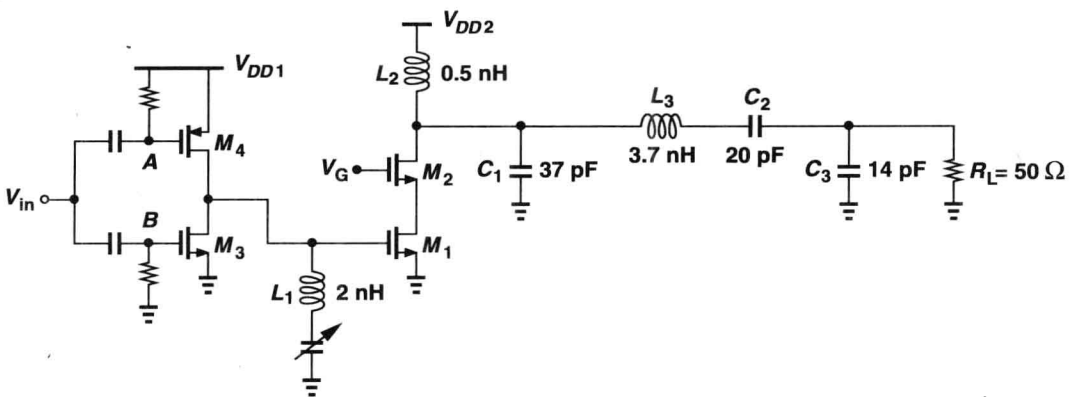 V_DD2
V_DD1
L_2 0.5 nH
L_3
C_2
M_4
A
3.7 nH
20 pF
V_G
M_2
C_1 37 pF
C_3 14 pF
R_L = 50 Ω
V_in
B
M_3
M_1
L_1 2 nH